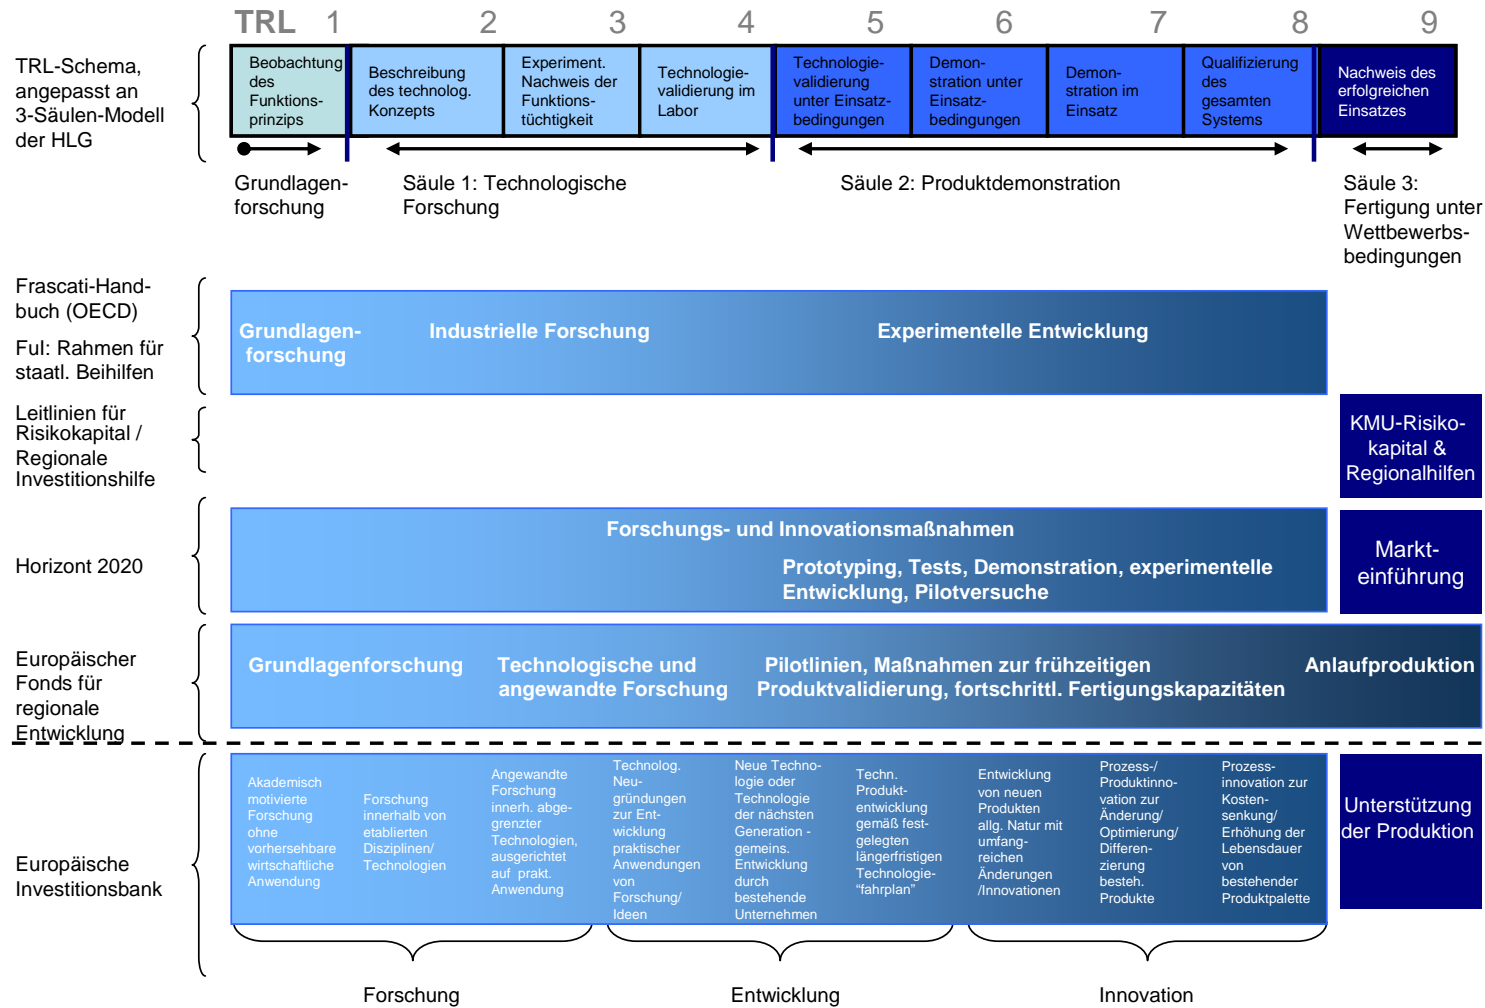 TRL 1 2 3 4 5 6 7 8 9
TRL-Schema,
angepasst an
3-Säulen-Modell
der HLG
Beobachtung
des
Funktions-
prinzips
Beschreibung
des technolog.
Konzepts
Experiment.
Nachweis der
Funktions-
tüchtigkeit
Technologie-
validierung im
Labor
Technologie-
validierung
unter Einsatz-
bedingungen
Demon-
stration unter
Einsatz-
bedingungen
Demon-
stration im
Einsatz
Qualifizierung
des
gesamten
Systems
Nachweis des
erfolgreichen
Einsatzes
Grundlagen-
forschung
Säule 1: Technologische
Forschung
Säule 2: Produktdemonstration
Säule 3:
Fertigung unter
Wettbewerbs-
bedingungen
Frascati-Hand-
buch (OECD)
FuI: Rahmen für
staatl. Beihilfen
Grundlagen-
forschung
Industrielle Forschung
Experimentelle Entwicklung
Leitlinien für
Risikokapital /
Regionale
Investitionshilfe
KMU-Risiko-
kapital &
Regionalhilfen
Horizont 2020
Forschungs- und Innovationsmaßnahmen
Prototyping, Tests, Demonstration, experimentelle
Entwicklung, Pilotversuche
Markt-
einführung
Europäischer
Fonds für
regionale
Entwicklung
Grundlagenforschung
Technologische und
angewandte Forschung
Pilotlinien, Maßnahmen zur frühzeitigen
Produktvalidierung, fortschrittl. Fertigungskapazitäten
Anlaufproduktion
Europäische
Investitionsbank
Akademisch
motivierte
Forschung
ohne
vorhersehbare
wirtschaftliche
Anwendung
Forschung
innerhalb von
etablierten
Disziplinen/
Technologien
Angewandte
Forschung
innerh. abge-
grenzter
Technologien,
ausgerichtet
auf prakt.
Anwendung
Technolog.
Neu-
gründungen
zur Ent-
wicklung
praktischer
Anwendungen
von
Forschung/
Ideen
Neue Techno-
logie oder
Technologie
der nächsten
Generation -
gemeins.
Entwicklung
durch
bestehende
Unternehmen
Techn.
Produkt-
entwicklung
gemäß fest-
gelegten
längerfristigen
Technologie-
“fahrplan”
Entwicklung
von neuen
Produkten
allg. Natur mit
umfang-
reichen
Änderungen
/Innovationen
Prozess-/
Produktinno-
vation zur
Änderung/
Optimierung/
Differen-
zierung
besteh.
Produkte
Prozess-
innovation zur
Kosten-
senkung/
Erhöhung der
Lebensdauer
von
bestehender
Produktpalette
Unterstützung
der Produktion
Forschung
Entwicklung
Innovation